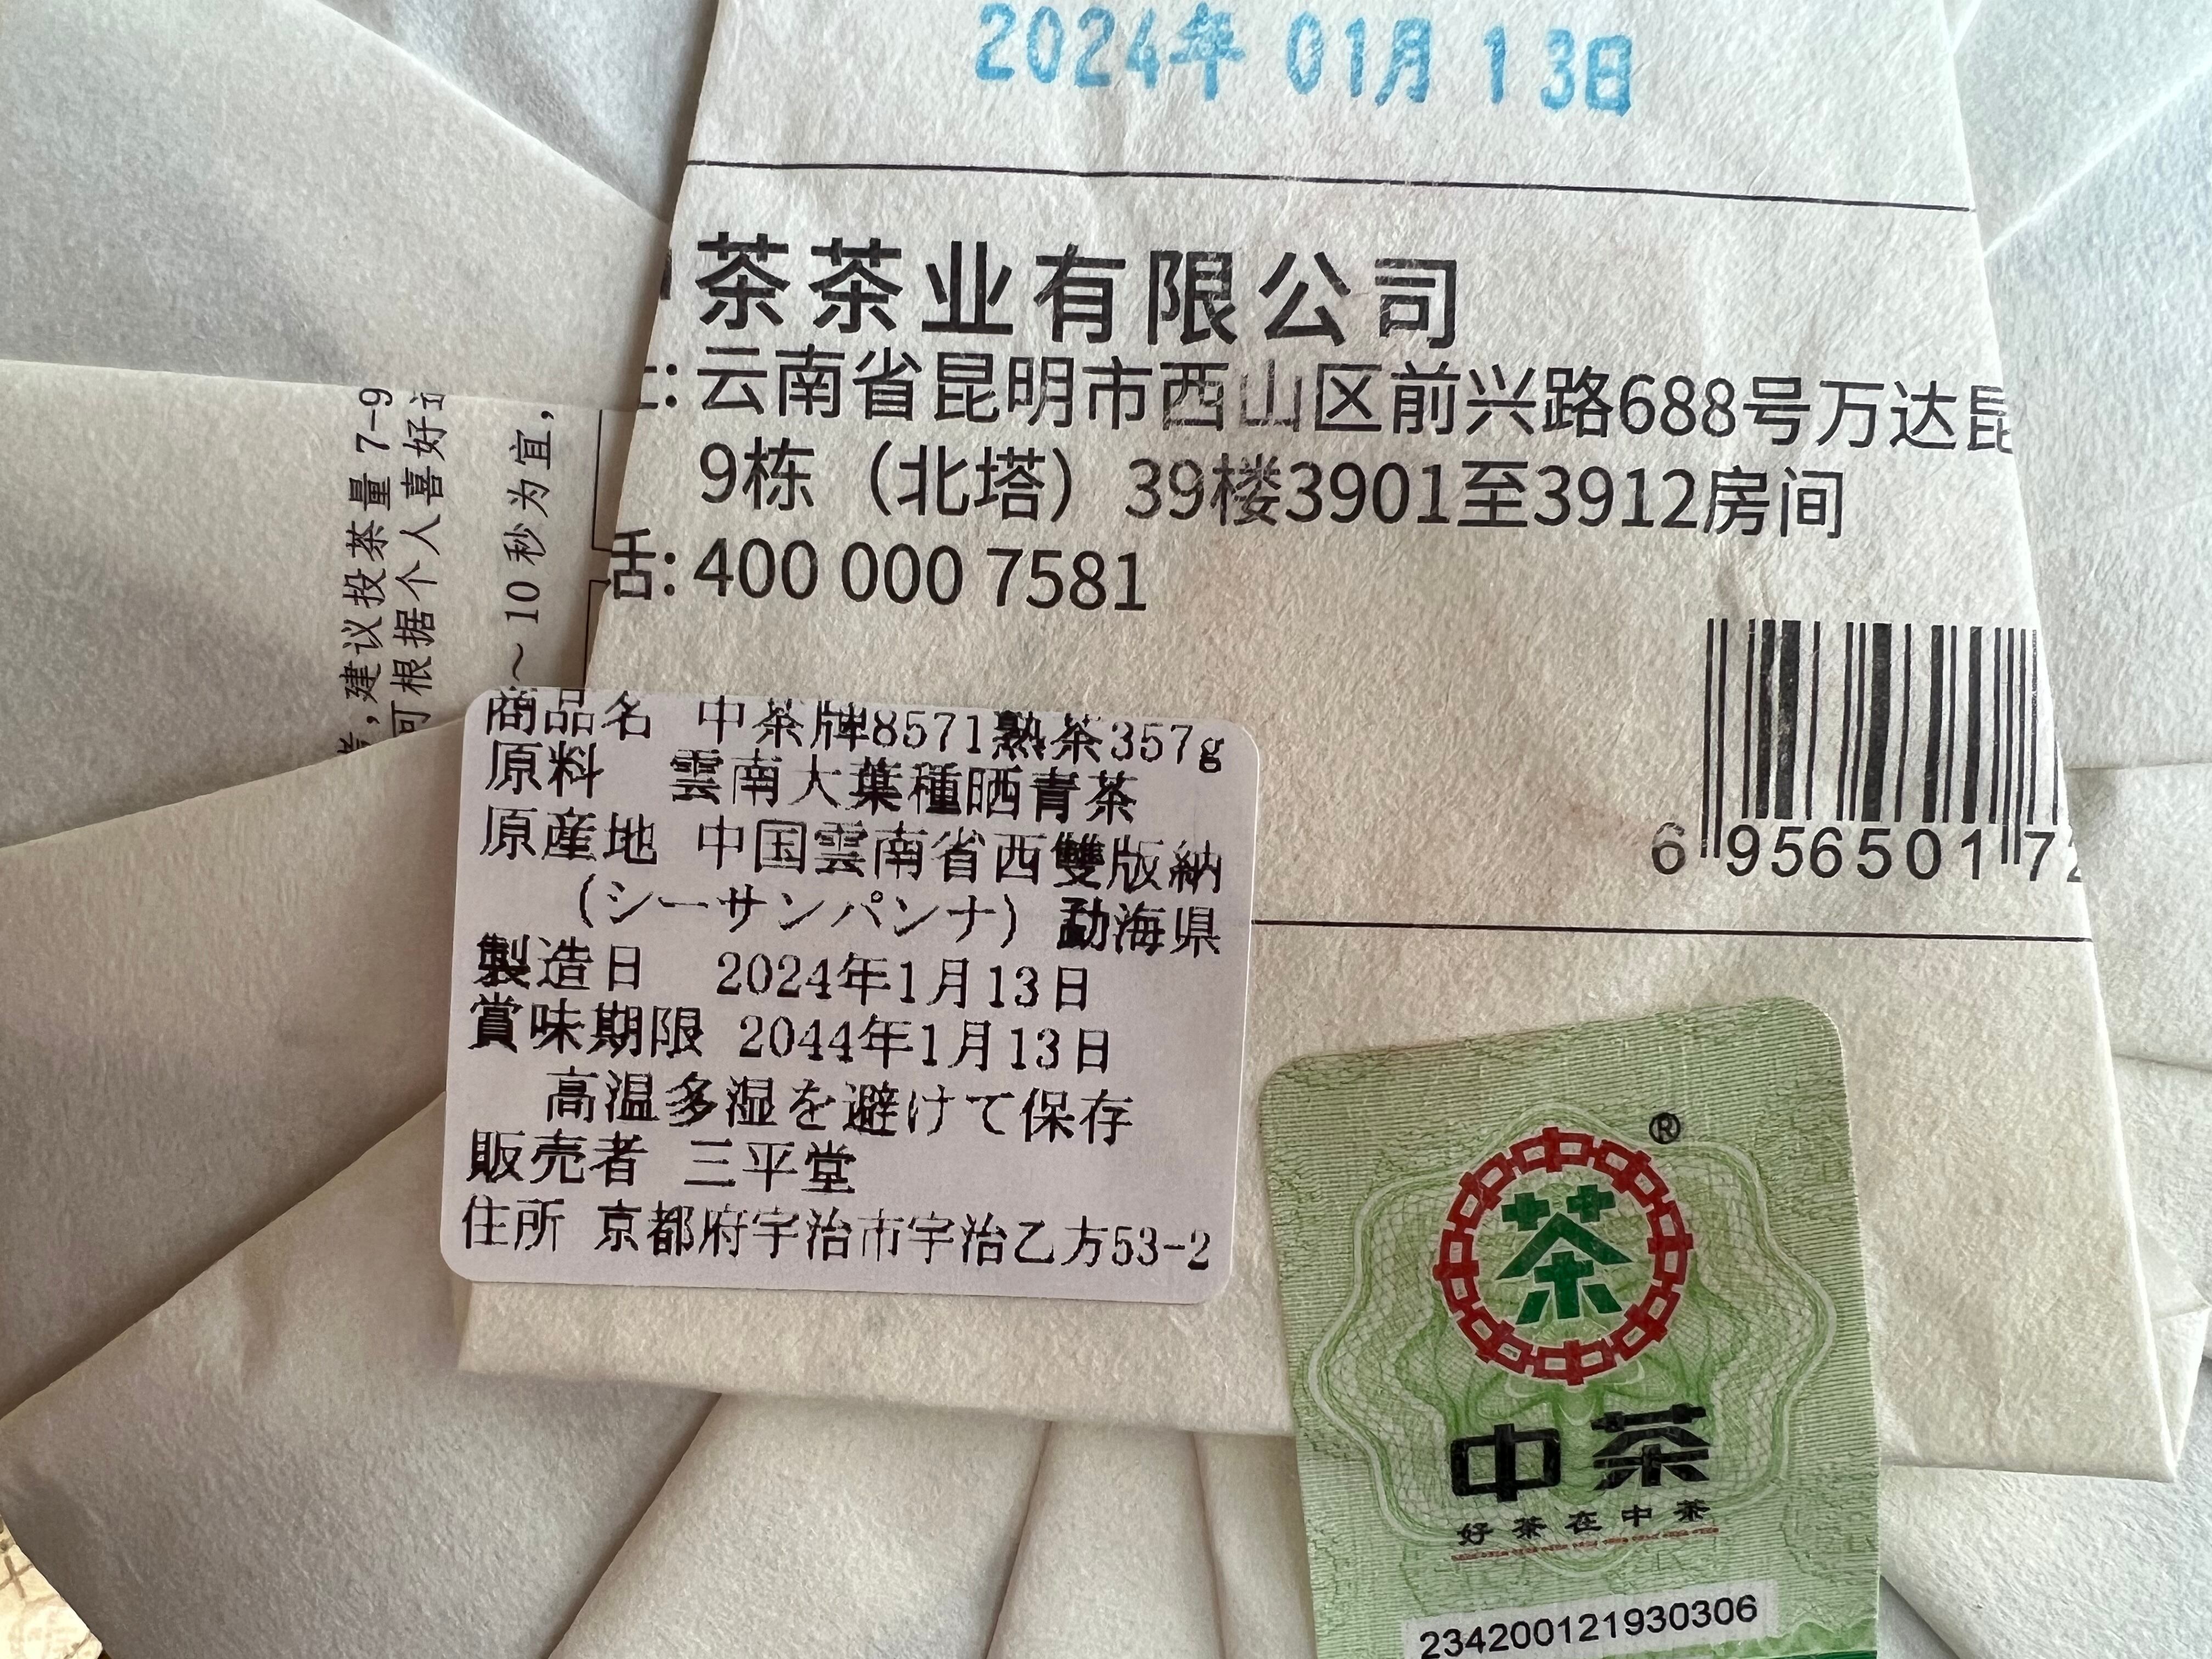 2024年 01月 13日
茶茶业有限公司
: 云南省昆明市西山区前兴路688号万达昆
9栋（北塔）39楼3901至3912房间
话: 400 000 7581
6 956501 7
,建议投茶量 7-9
可根据个人喜好
~ 10 秒为宜,
商品名 中茶牌8571熟茶357g
原料 雲南大葉種晒青茶
原産地 中国雲南省西雙版納
(シーサンパンナ) 勐海県
製造日 2024年1月13日
賞味期限 2044年1月13日
高温多湿を避けて保存
販売者 三平堂
住所 京都府宇治市宇治乙方53-2
®
茶
中茶
好茶在中茶
234200121930306